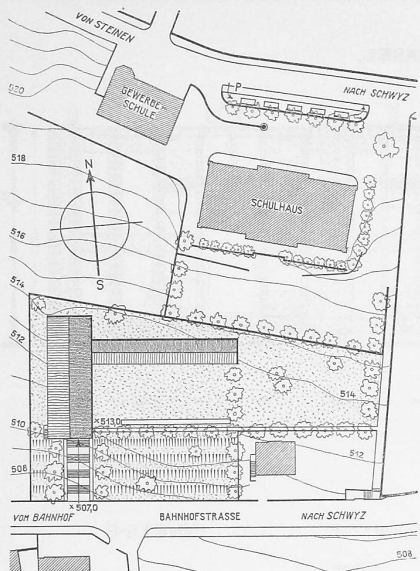 VON STEINEN
P
NACH SCHWYZ
520
GEWERBE-
SCHULE
518
N
SCHULHAUS
516
S
514
512
514
×513,0
510
512
508
×507,0
VOM BAHNHOF
BAHNHOFSTRASSE
NACH SCHWYZ
508